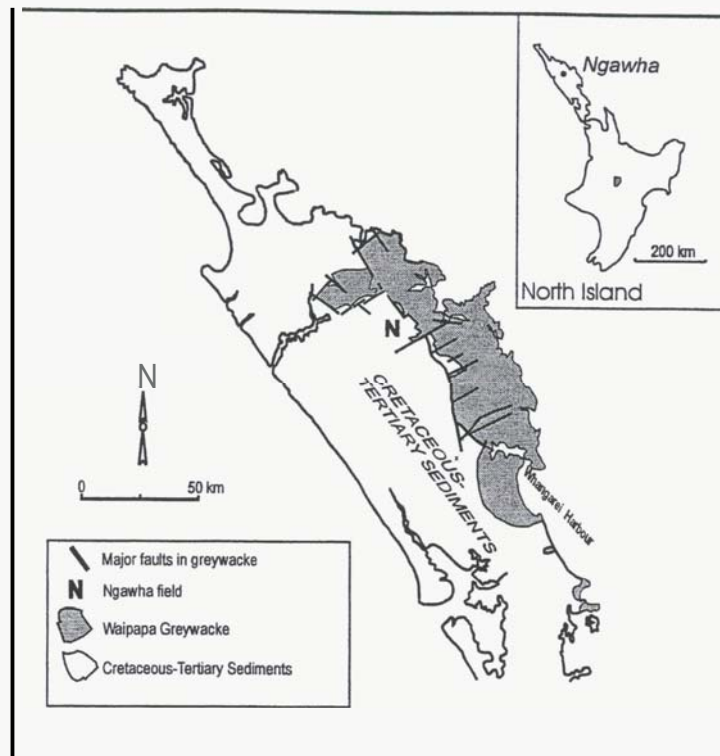 Ngawha
200 km
North Island
N
N
CRETACEOUS-
TERTIARY SEDIMENTS
0 50 km
Whangarei Harbour
Major faults in greywacke
N Ngawha field
Waipapa Greywacke
Cretaceous-Tertiary Sediments